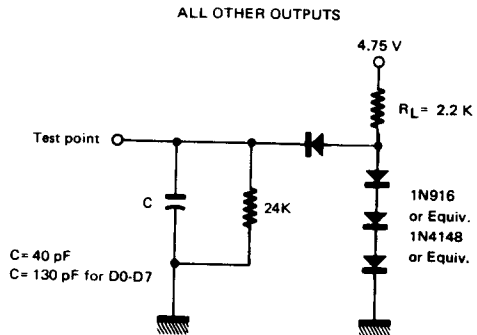 ALL OTHER OUTPUTS
4.75 V
RL = 2.2 K
Test point
C
24K
1N916
or Equiv.
1N4148
or Equiv.
C= 40 pF
C= 130 pF for D0-D7